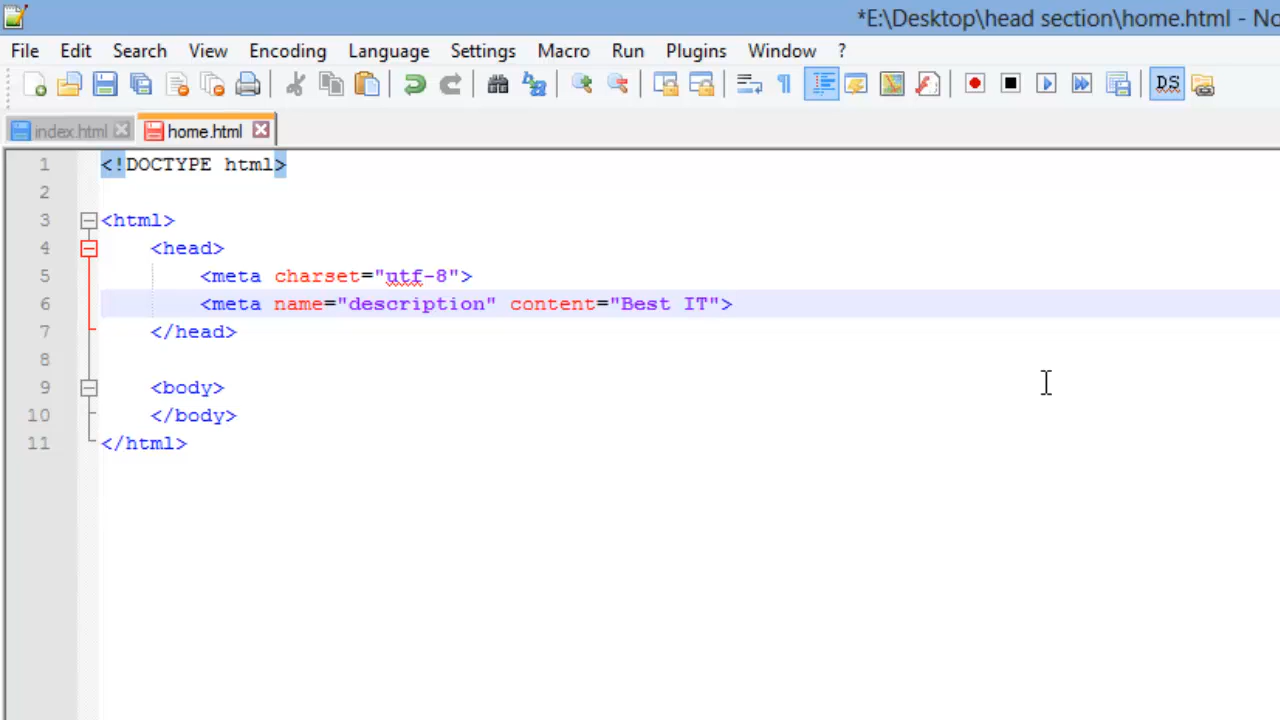 *E:\Desktop\head section\home.html - No
File Edit Search View Encoding Language Settings Macro Run Plugins Window ?
DS
index.html home.html
1 <!DOCTYPE html>
2
3 <html>
4 <head>
5 <meta charset="utf-8">
6 <meta name="description" content="Best IT">
7 </head>
8
9 <body>
10 </body>
11 </html>